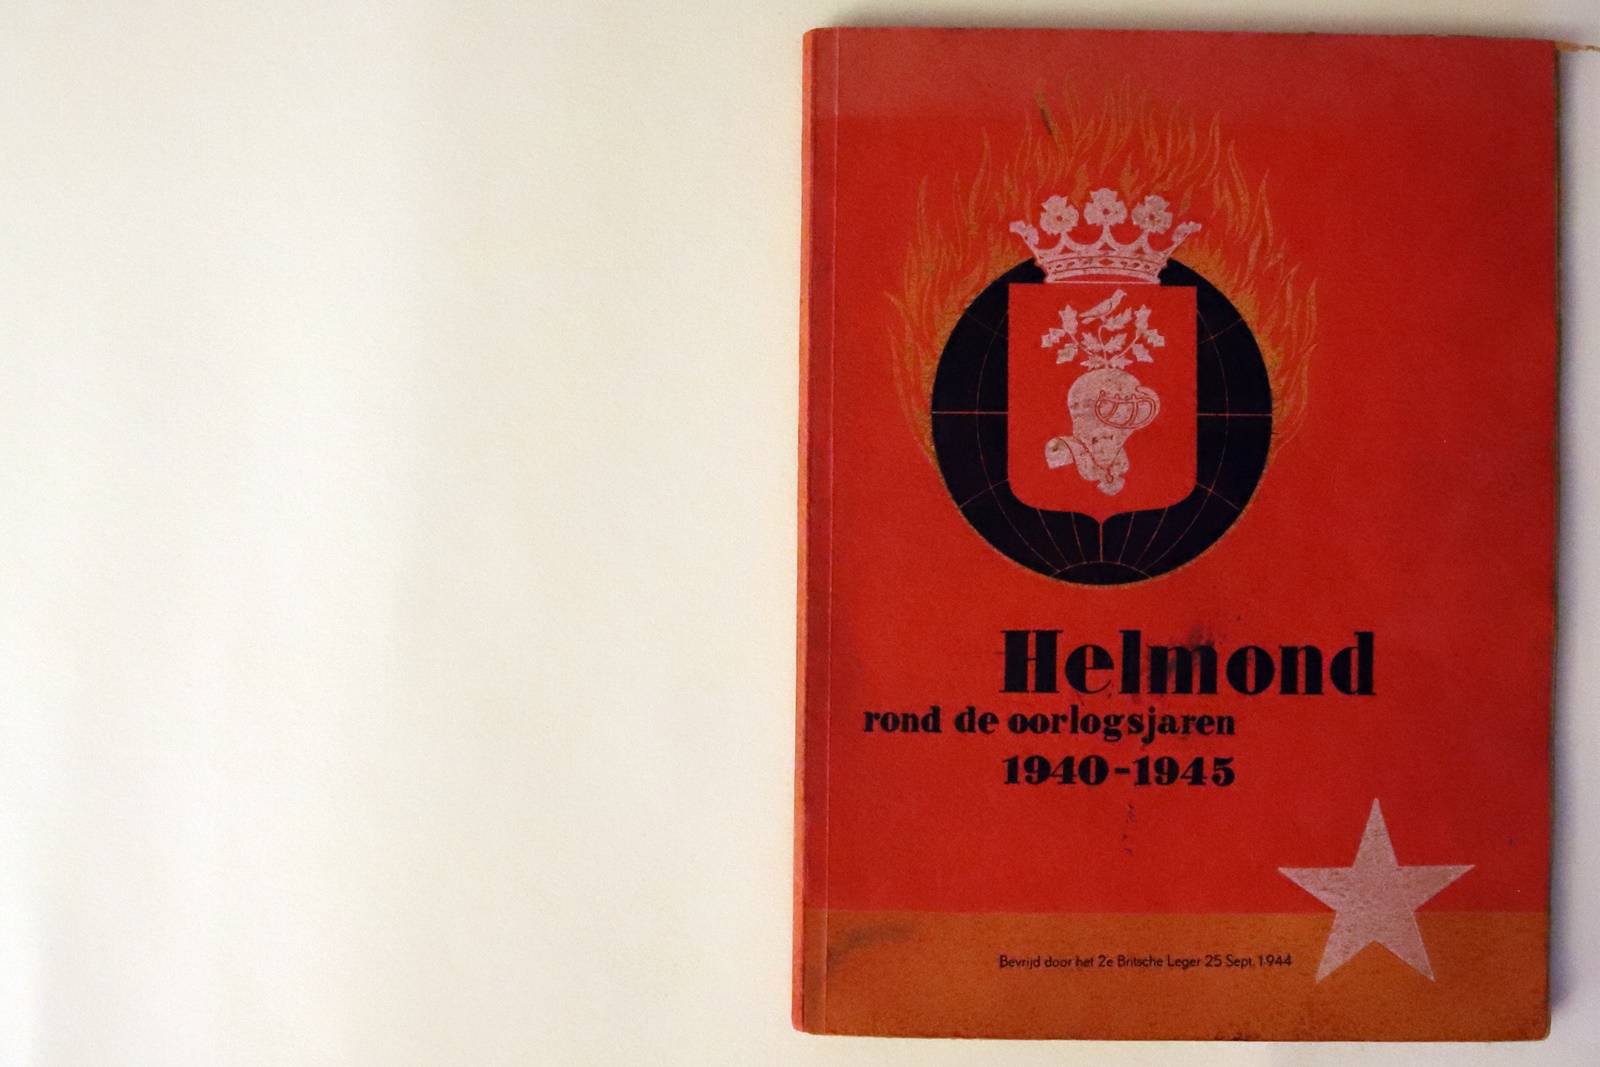 Helmond
rond de oorlogsjaren
1940-1945
Bevrijd door het 2e Britsche Leger 25 Sept. 1944